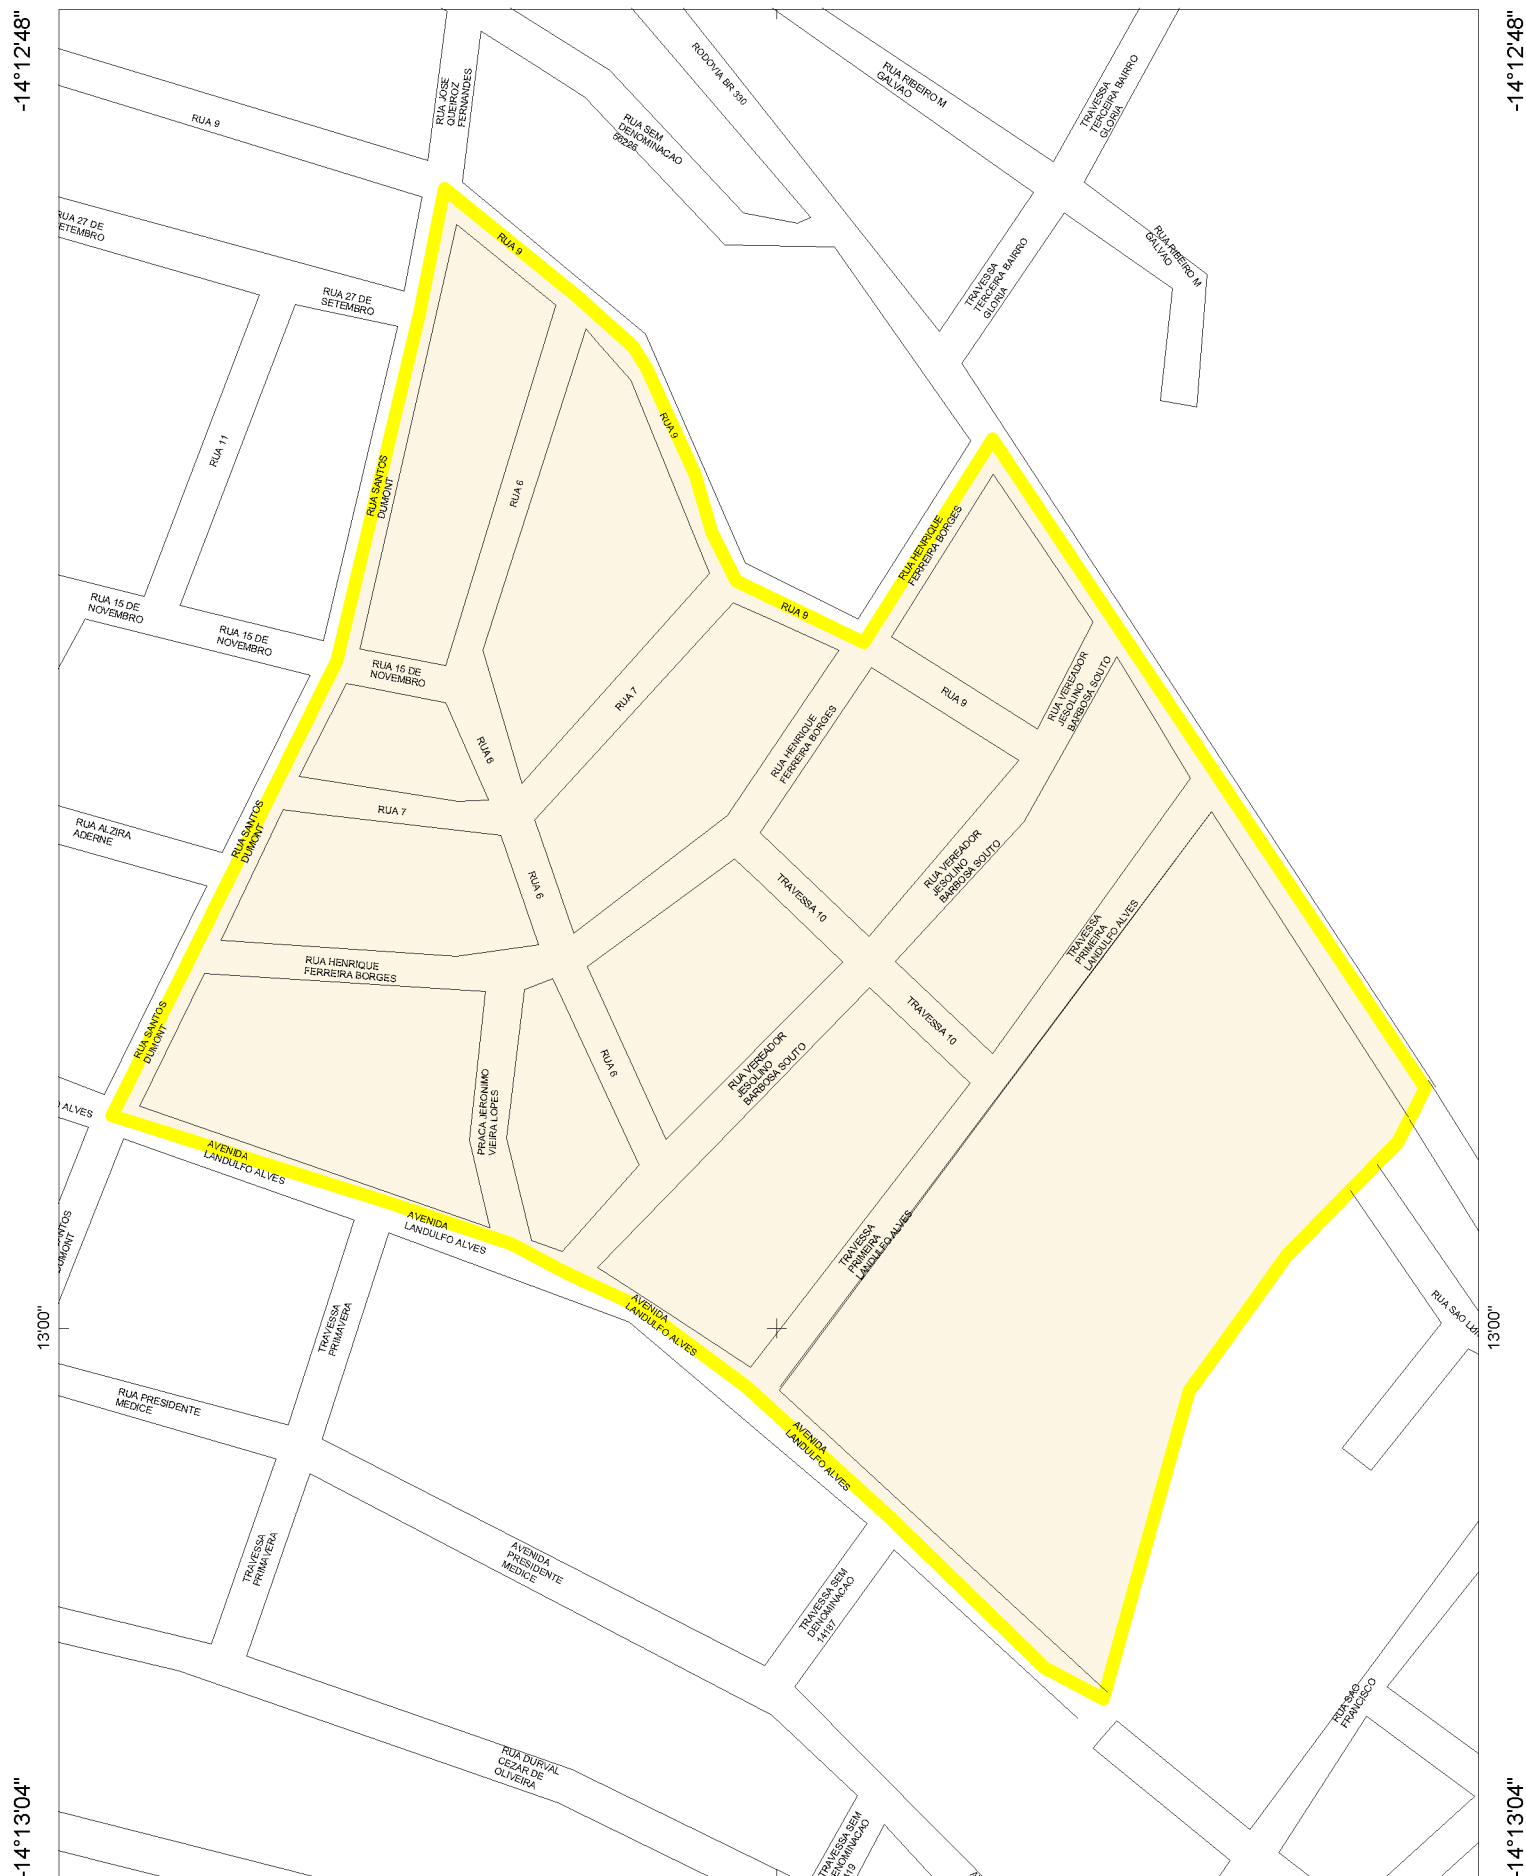 -14°12'48"
-14°12'48"
RUA JOSE
QUEIROZ
FERNANDES
RODOVIA BR 330
RUA RIBEIRO M
GALVAO
TRAVESSA
TERCEIRA BAIRRO
GLORIA
RUA 9
RUA SEM
DENOMINACAO
RUA 27 DE
SETEMBRO
RUA 9
RUA RIBEIRO M
GALVAO
TRAVESSA
TERCEIRA BAIRRO
GLORIA
RUA 27 DE
SETEMBRO
RUA 11
RUA SANTOS
DUMONT
RUA 6
RUA 9
RUA HENRIQUE
FERREIRA BORGES
RUA 15 DE
NOVEMBRO
RUA 15 DE
NOVEMBRO
RUA 9
RUA 15 DE
NOVEMBRO
RUA 7
RUA 9
RUA VEREADOR
JESOLINO
BARBOSA SOUTO
RUA 6
RUA HENRIQUE
FERREIRA BORGES
RUA ALZIRA
ADERNE
RUA SANTOS
DUMONT
RUA 7
RUA 6
TRAVESSA 10
RUA VEREADOR
JESOLINO
BARBOSA SOUTO
TRAVESSA
PRIMEIRA
LANDULFO ALVES
RUA HENRIQUE
FERREIRA BORGES
RUA SANTOS
DUMONT
TRAVESSA 10
RUA 6
RUA VEREADOR
JESOLINO
BARBOSA SOUTO
PRACA JERONIMO
VIEIRA LOPES
ALVES
AVENIDA
LANDULFO ALVES
AVENIDA
LANDULFO ALVES
TRAVESSA
PRIMEIRA
LANDULFO ALVES
SANTOS
DUMONT
13'00"
TRAVESSA
PRIMAVERA
AVENIDA
LANDULFO ALVES
RUA SAO LUI
13'00"
RUA PRESIDENTE
MEDICE
AVENIDA
LANDULFO ALVES
TRAVESSA
PRIMAVERA
AVENIDA
PRESIDENTE
MEDICE
TRAVESSA SEM
DENOMINACAO
14187
RUA SAO
FRANCISCO
RUA DURVAL
CEZAR DE
OLIVEIRA
TRAVESSA SEM
DENOMINACAO
-14°13'04"
-14°13'04"